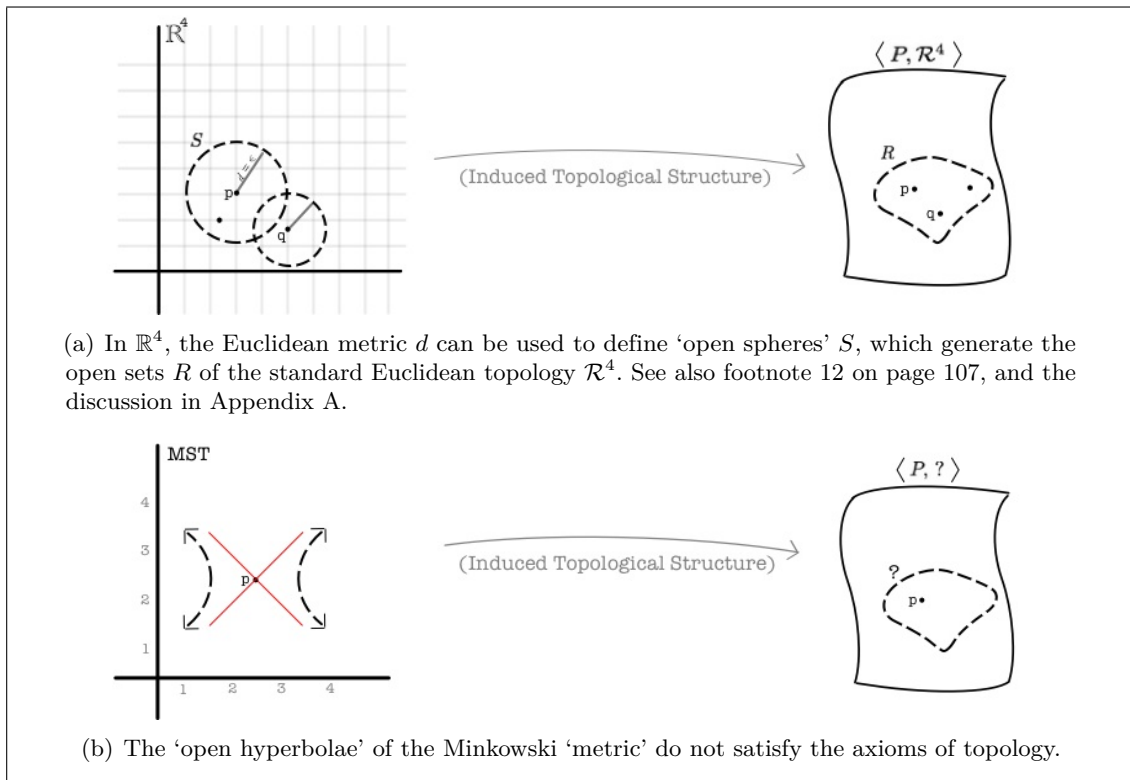 ℝ⁴
⟨ P, 𝓡⁴ ⟩
S
R
d = r
p
p
q
q
(Induced Topological Structure)
(a) In ℝ⁴, the Euclidean metric d can be used to define ‘open spheres’ S, which generate the
open sets R of the standard Euclidean topology 𝓡⁴. See also footnote 12 on page 107, and the
discussion in Appendix A.
MST
⟨ P, ? ⟩
4
3
2
1
p
1 2 3 4
(Induced Topological Structure)
?
p
(b) The ‘open hyperbolae’ of the Minkowski ‘metric’ do not satisfy the axioms of topology.